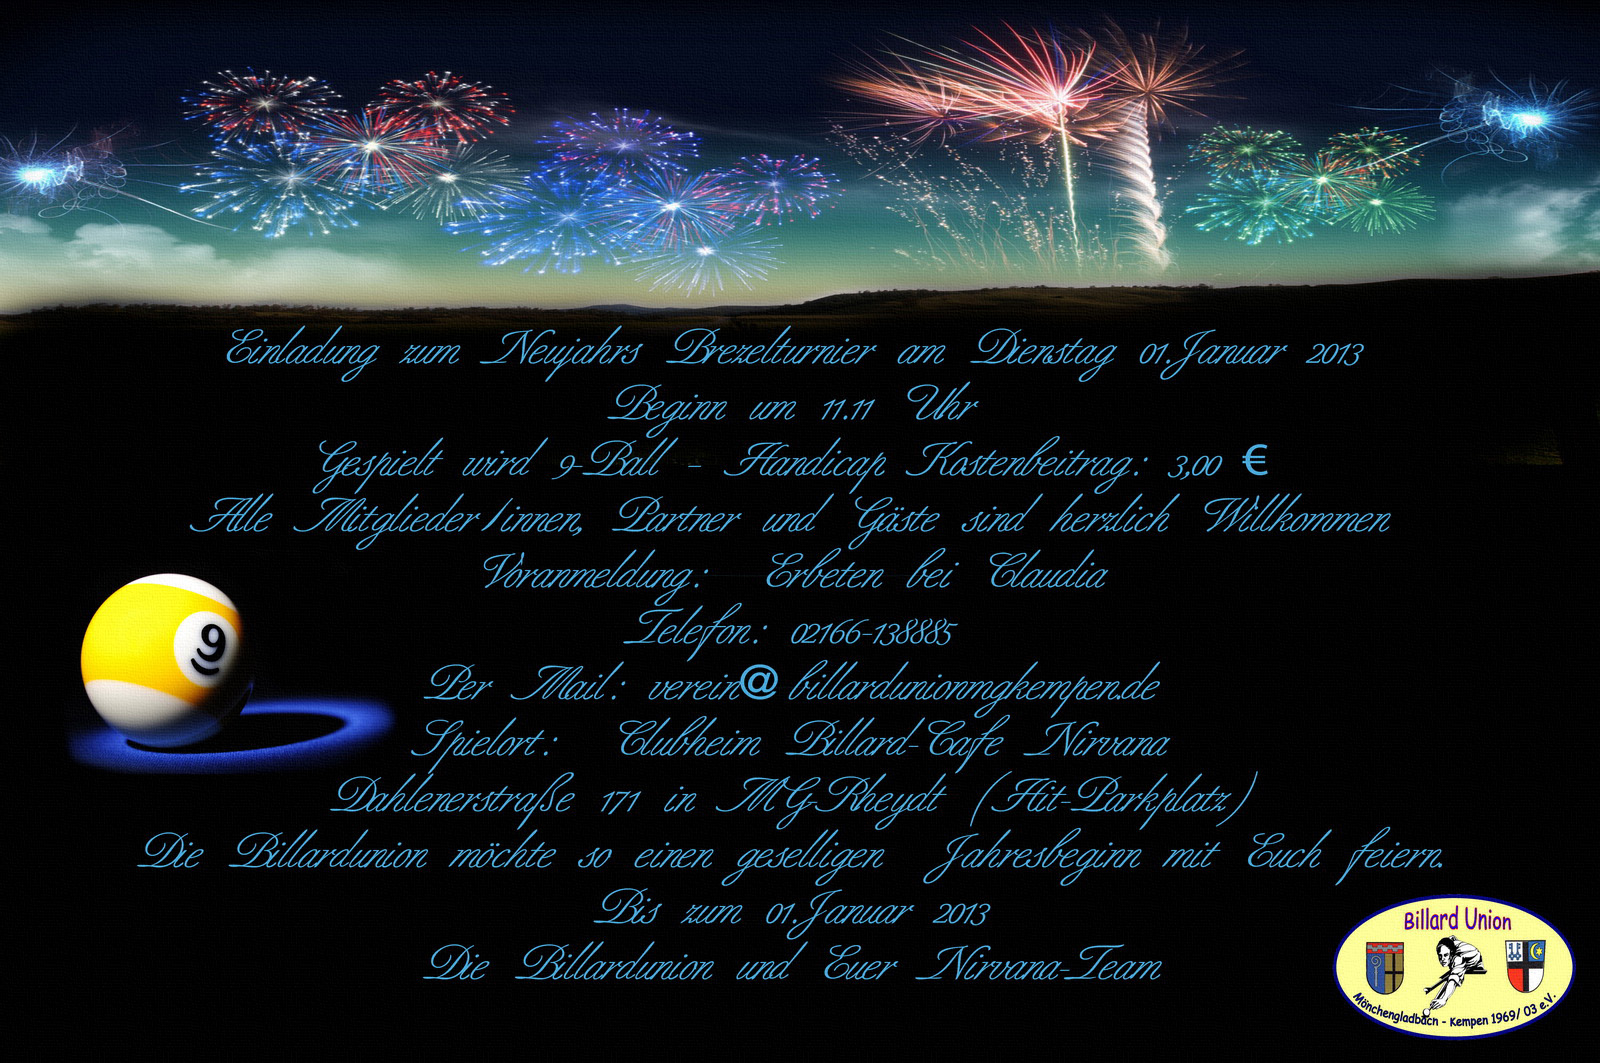 Einladung zum Neujahrs Brezelturnier am Dienstag 01.Januar 2013
Beginn um 11.11 Uhr
Gespielt wird 9-Ball - Handicap Kostenbeitrag: 3,00 €
Alle Mitglieder/innen, Partner und Gäste sind herzlich Willkommen
Voranmeldung: Erbeten bei Claudia
Telefon: 02166-138885
Per Mail: verein@billardunionmgkempen.de
Spielort: Clubheim Billard-Cafe Nirvana
Dahlenerstraße 171 in MG-Rheydt (Hit-Parkplatz)
Die Billardunion möchte so einen geselligen Jahresbeginn mit Euch feiern.
Bis zum 01.Januar 2013
Die Billardunion und Euer Nirvana-Team
9
Billard Union
Mönchengladbach - Kempen 1969/ 03 e.V.